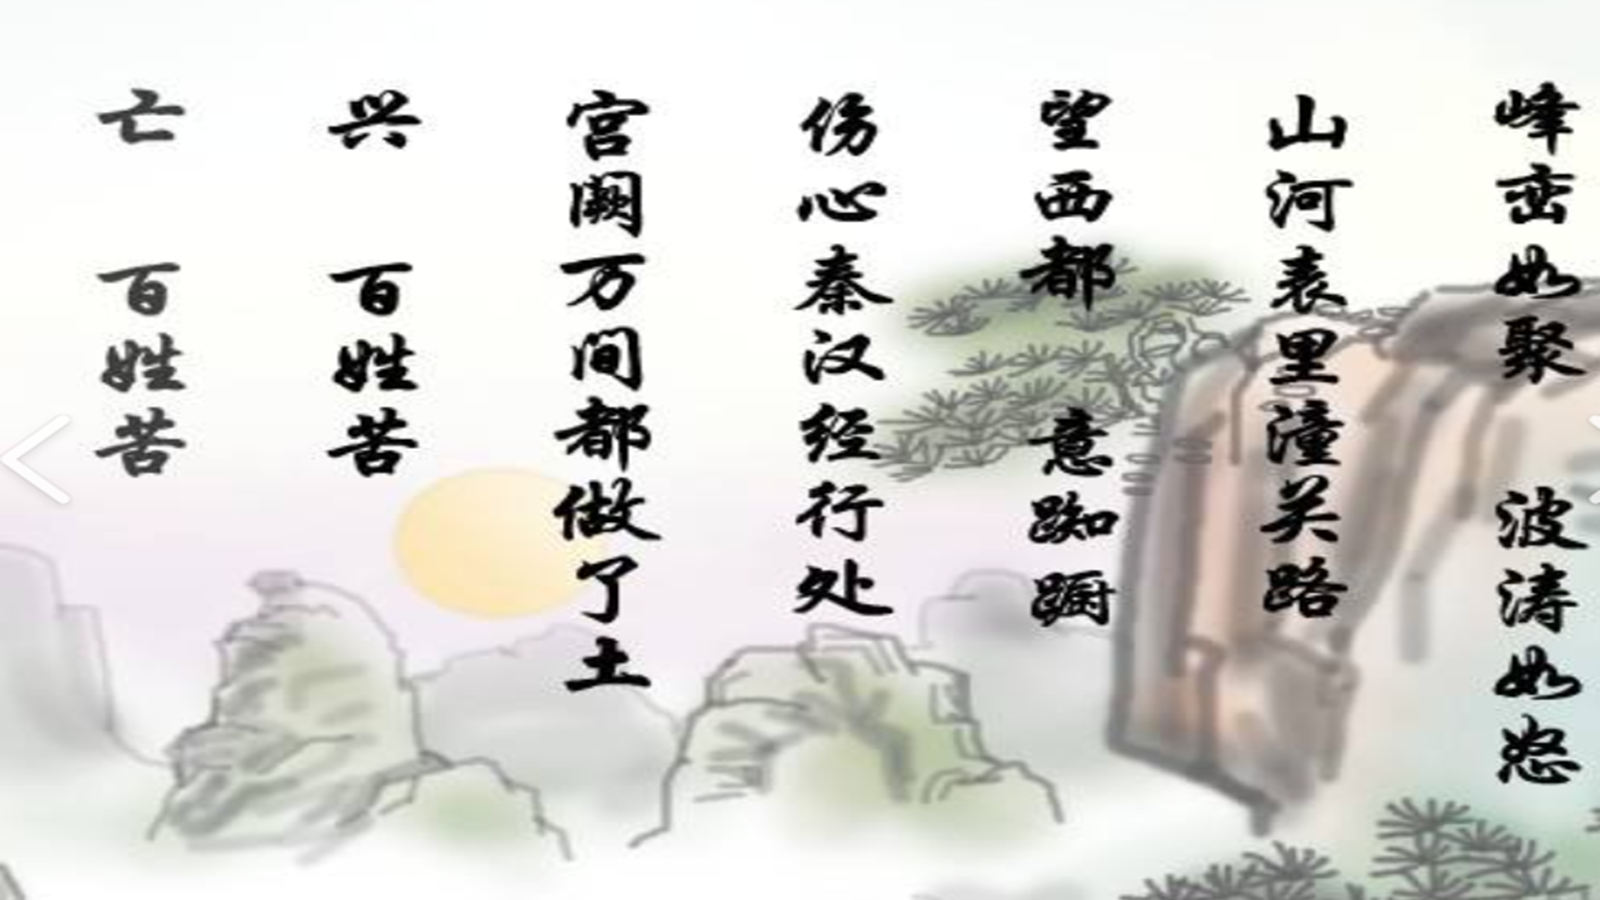 峰峦如聚 波涛如怒
山河表里潼关路
望西都 意踟蹰
伤心秦汉经行处
宫阙万间都做了土
兴 百姓苦
亡 百姓苦